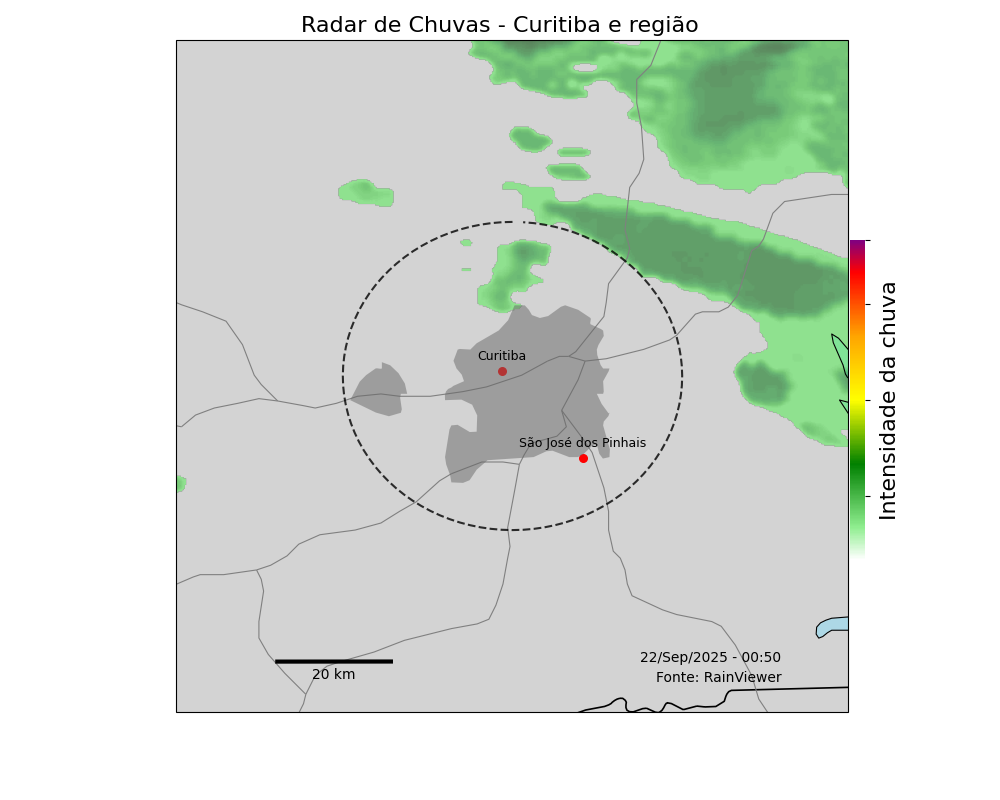 Radar de Chuvas - Curitiba e região
Curitiba
São José dos Pinhais
Intensidade da chuva
22/Sep/2025 - 00:50
Fonte: RainViewer
20 km